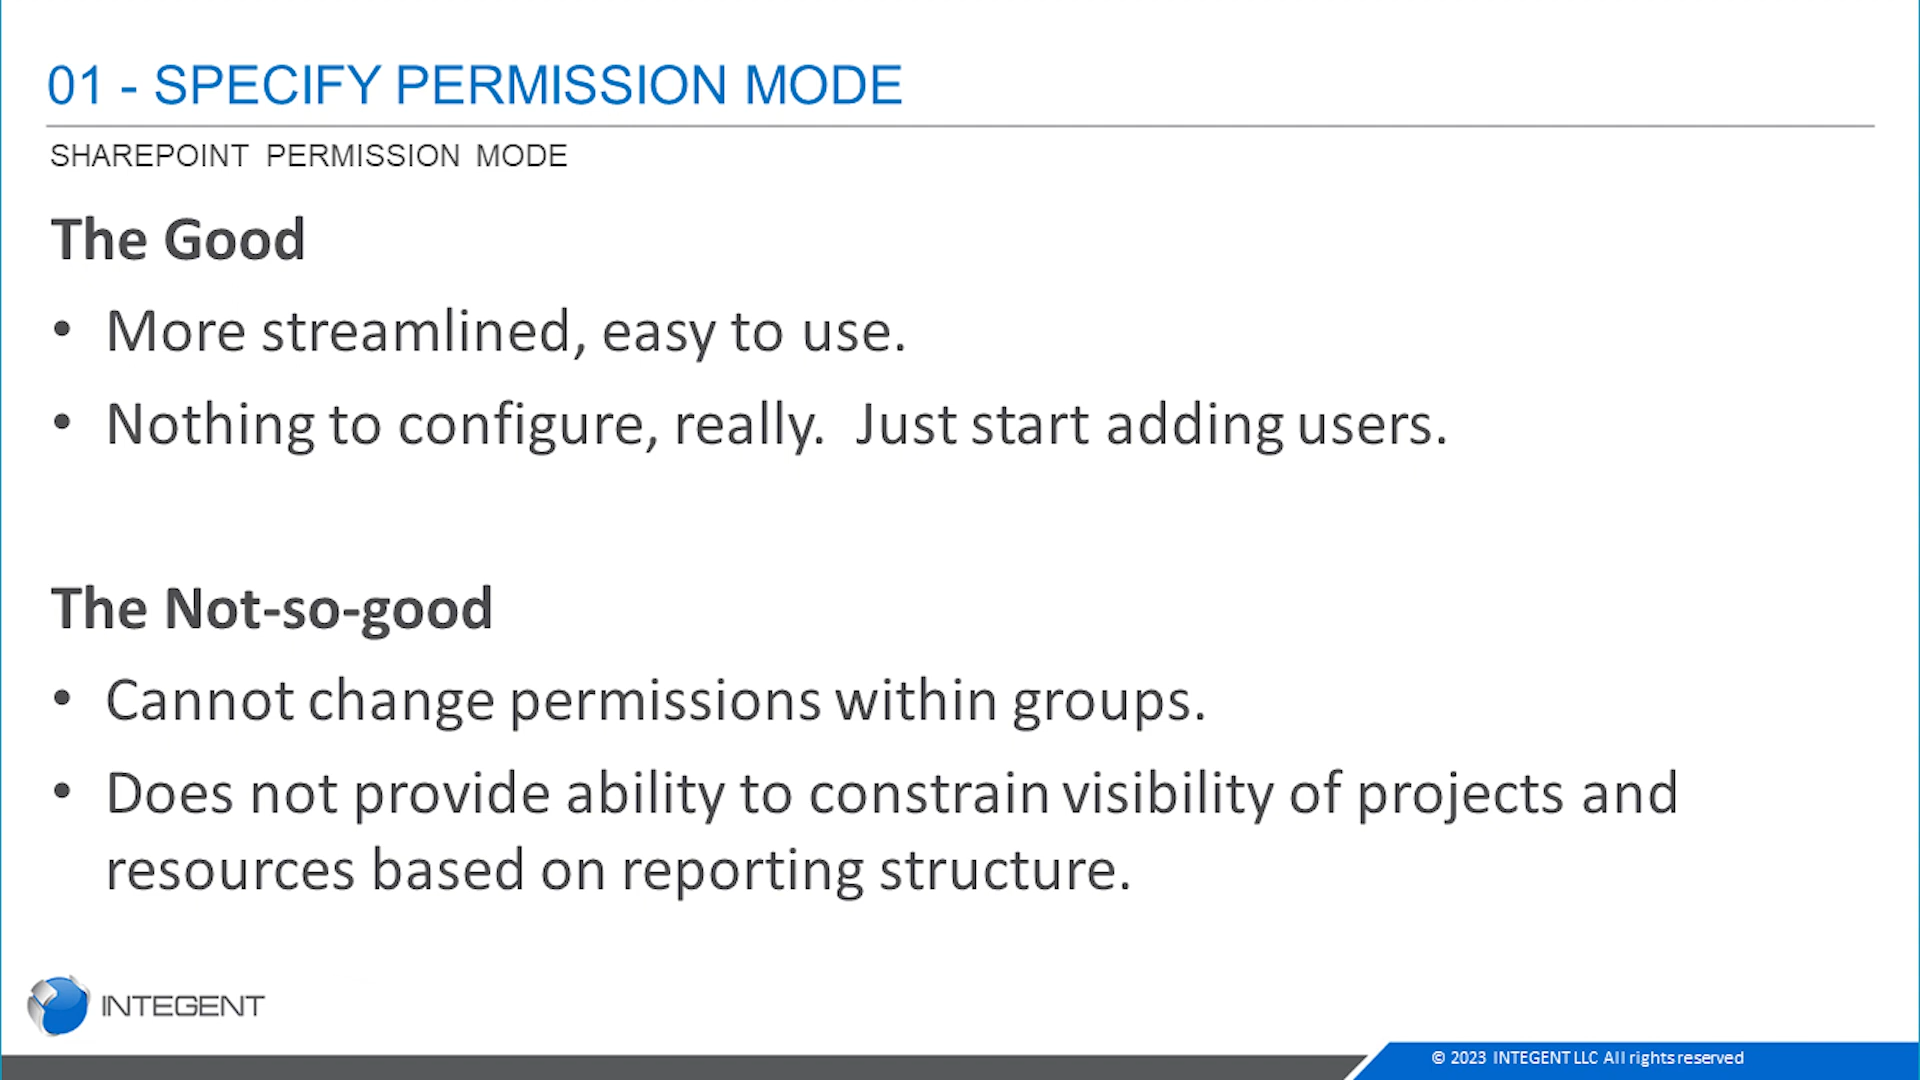 01 - SPECIFY PERMISSION MODE
SHAREPOINT PERMISSION MODE
The Good
• More streamlined, easy to use.
• Nothing to configure, really.  Just start adding users.
The Not-so-good
• Cannot change permissions within groups.
• Does not provide ability to constrain visibility of projects and
resources based on reporting structure.
INTEGENT
© 2023 INTEGENT LLC All rights reserved